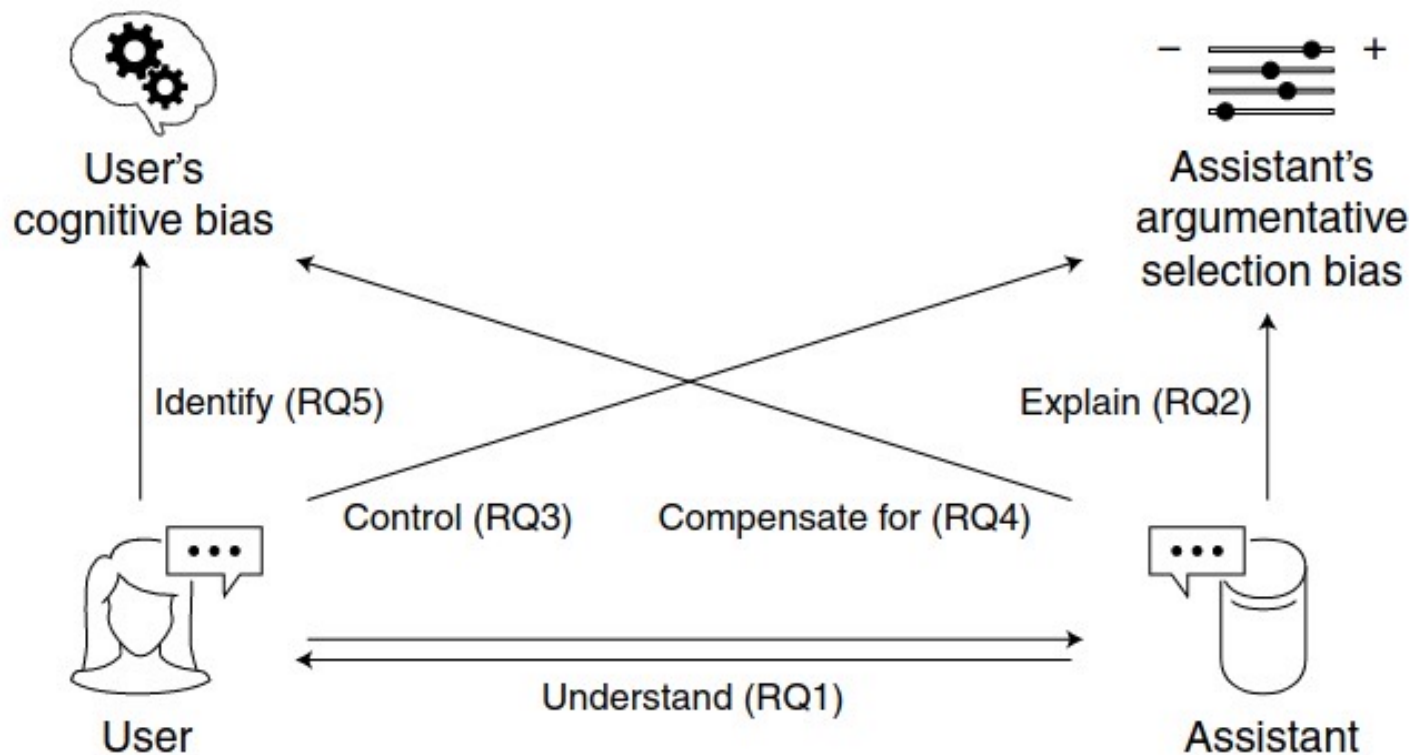 − +
User’s
cognitive bias
Assistant’s
argumentative
selection bias
Identify (RQ5)
Explain (RQ2)
Control (RQ3)
Compensate for (RQ4)
Understand (RQ1)
User
Assistant